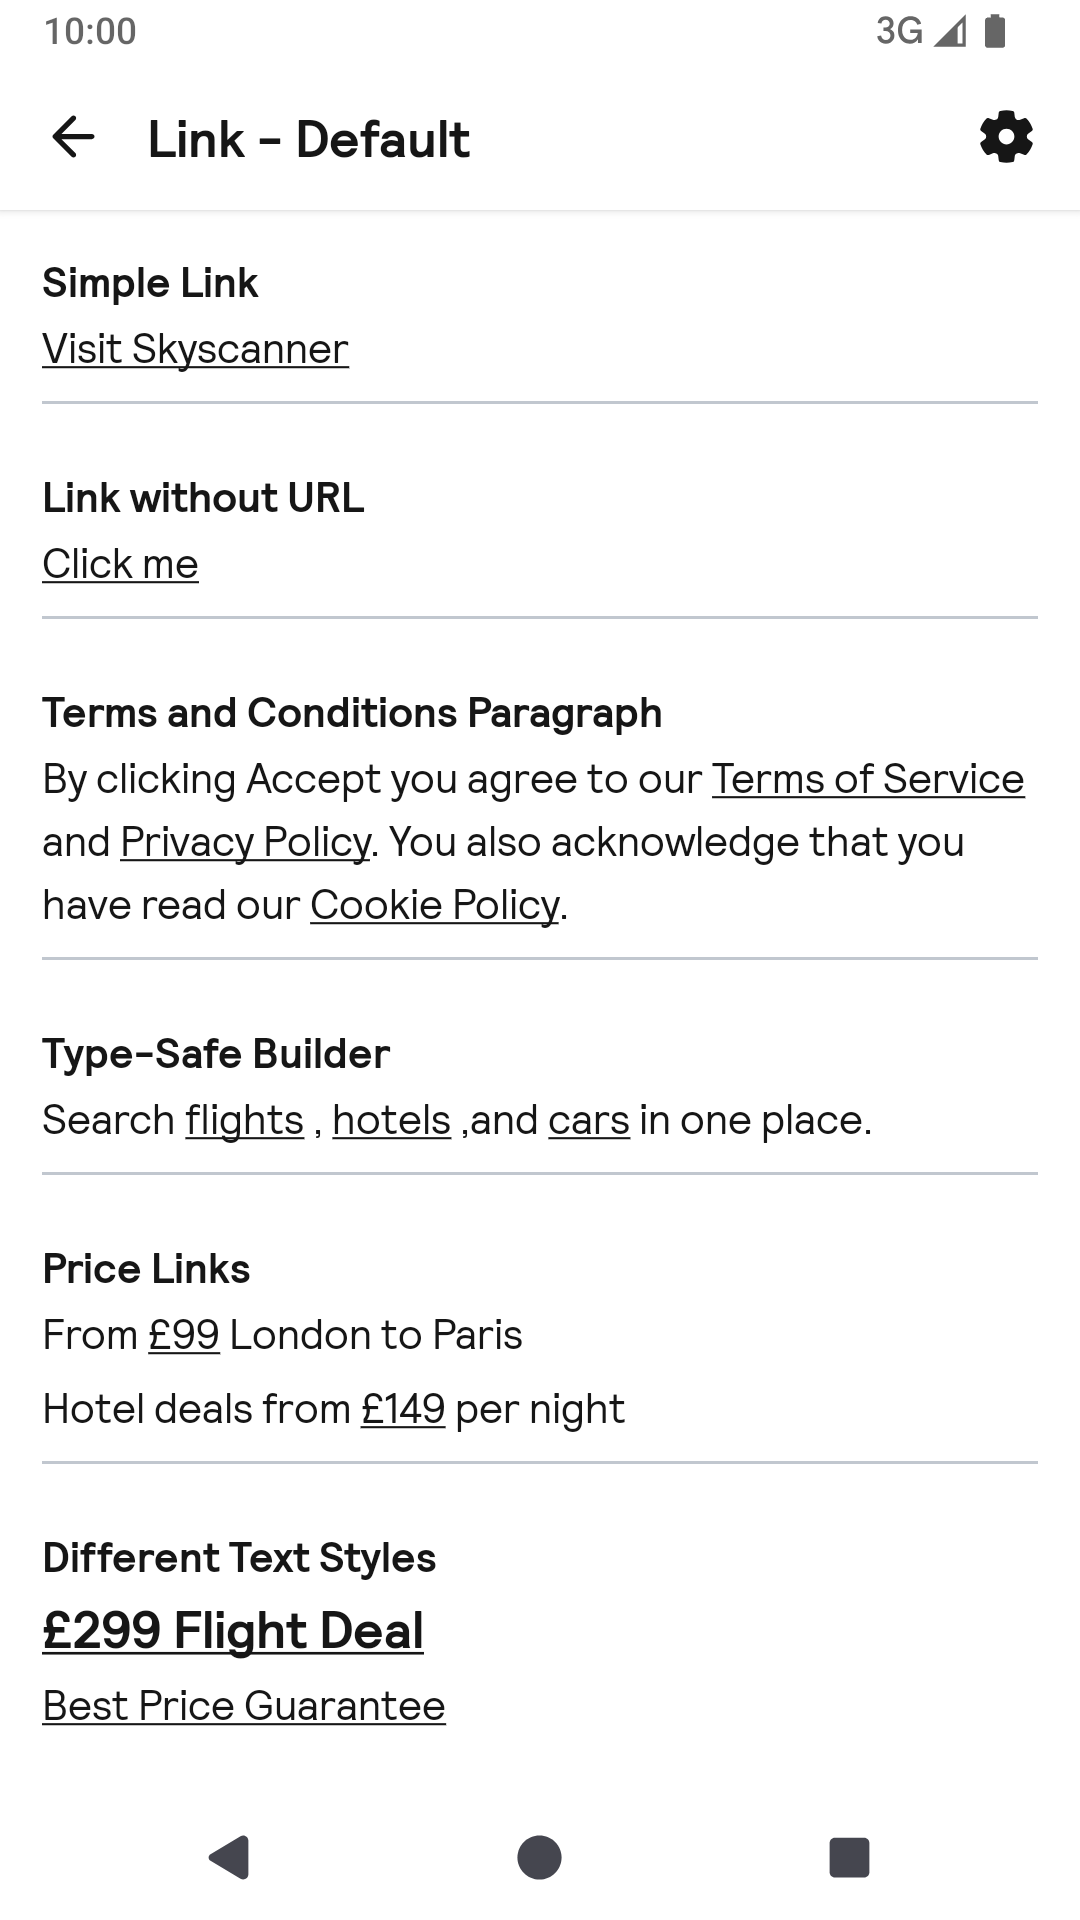 10:00 3G
Link - Default
Simple Link
Visit Skyscanner
Link without URL
Click me
Terms and Conditions Paragraph
By clicking Accept you agree to our Terms of Service
and Privacy Policy. You also acknowledge that you
have read our Cookie Policy.
Type-Safe Builder
Search flights , hotels ,and cars in one place.
Price Links
From £99 London to Paris
Hotel deals from £149 per night
Different Text Styles
£299 Flight Deal
Best Price Guarantee